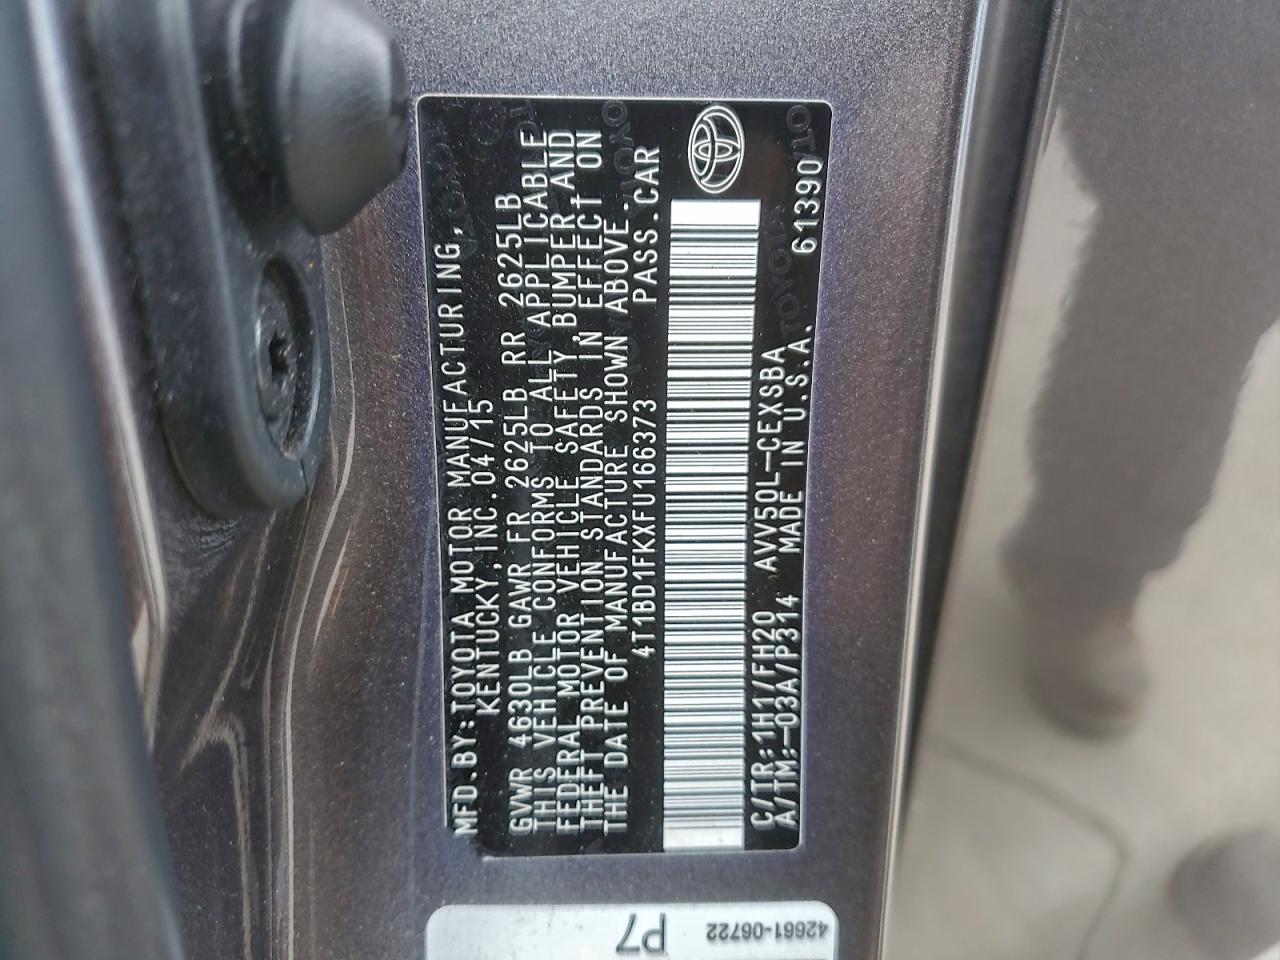 MFD.BY:TOYOTA MOTOR MANUFACTURING,
KENTUCKY, INC.04/15
GVWR 4630LB GAWR FR 2625LB RR 2625LB
THIS VEHICLE CONFORMS TO ALL APPLICABLE
FEDERAL MOTOR VEHICLE SAFETY,BUMPER,AND
THEFT PREVENTION STANDARDS IN EFFECT ON
THE DATE OF MANUFACTURE SHOWN ABOVE.
4T1BD1FKXFU166373 PASS.CAR
C/TR:1H1/FH20 AVV50L-CEXSBA
A/TM:-03A/P314 MADE IN U.S.A. 61390
P7
42661-06722